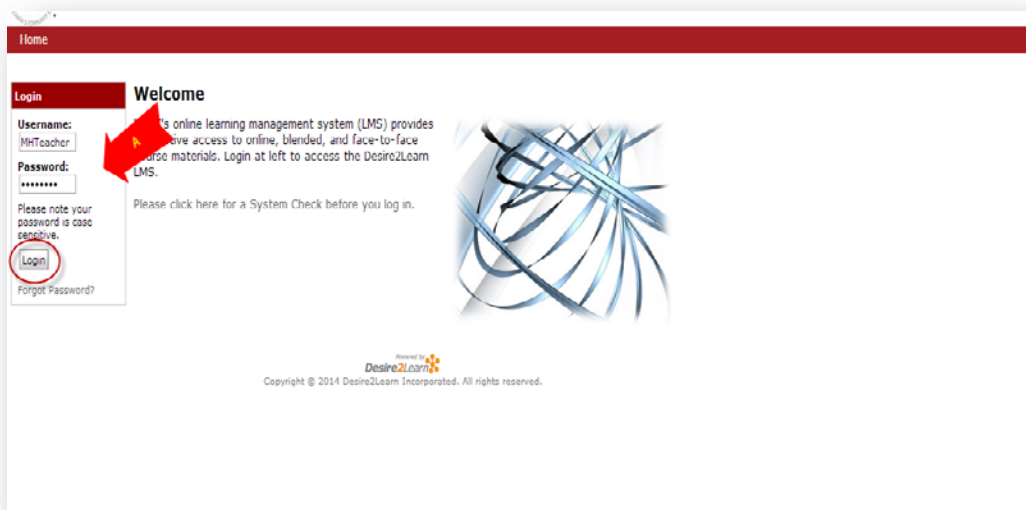 Home
Login
Username:
MHTeacher
Password:
••••••••
Please note your
password is case
sensitive.
Login
Forgot Password?
Welcome
A
online learning management system (LMS) provides
access to online, blended, and face-to-face
materials. Login at left to access the Desire2Learn
LMS.
Please click here for a System Check before you log in.
Powered by
Desire2Learn
Copyright © 2014 Desire2Learn Incorporated. All rights reserved.